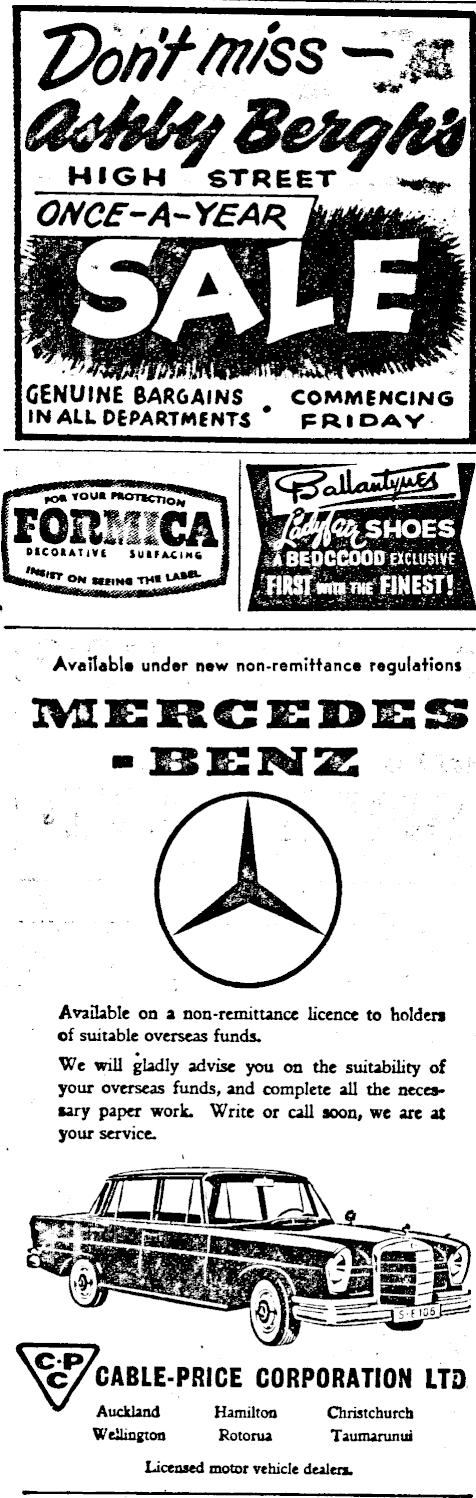 Don't miss —
Ashby Bergh's
HIGH STREET
ONCE-A-YEAR
SALE
GENUINE BARGAINS
IN ALL DEPARTMENTS •
COMMENCING
FRIDAY
FOR YOUR PROTECTION
FORMICA
DECORATIVE SURFACING
INSIST ON SEEING THE LABEL
Ballantynes
Ladyfair SHOES
A BEDGGOOD EXCLUSIVE
FIRST WITH THE FINEST!
Available under new non-remittance regulations
MERCEDES
-BENZ
Available on a non-remittance licence to holders
of suitable overseas funds.
We will gladly advise you on the suitability of
your overseas funds, and complete all the neces-
sary paper work. Write or call soon, we are at
your service.
S-E106
C·P
C
CABLE-PRICE CORPORATION LTD
Auckland Hamilton Christchurch
Wellington Rotorua Taumarunui
Licensed motor vehicle dealers.